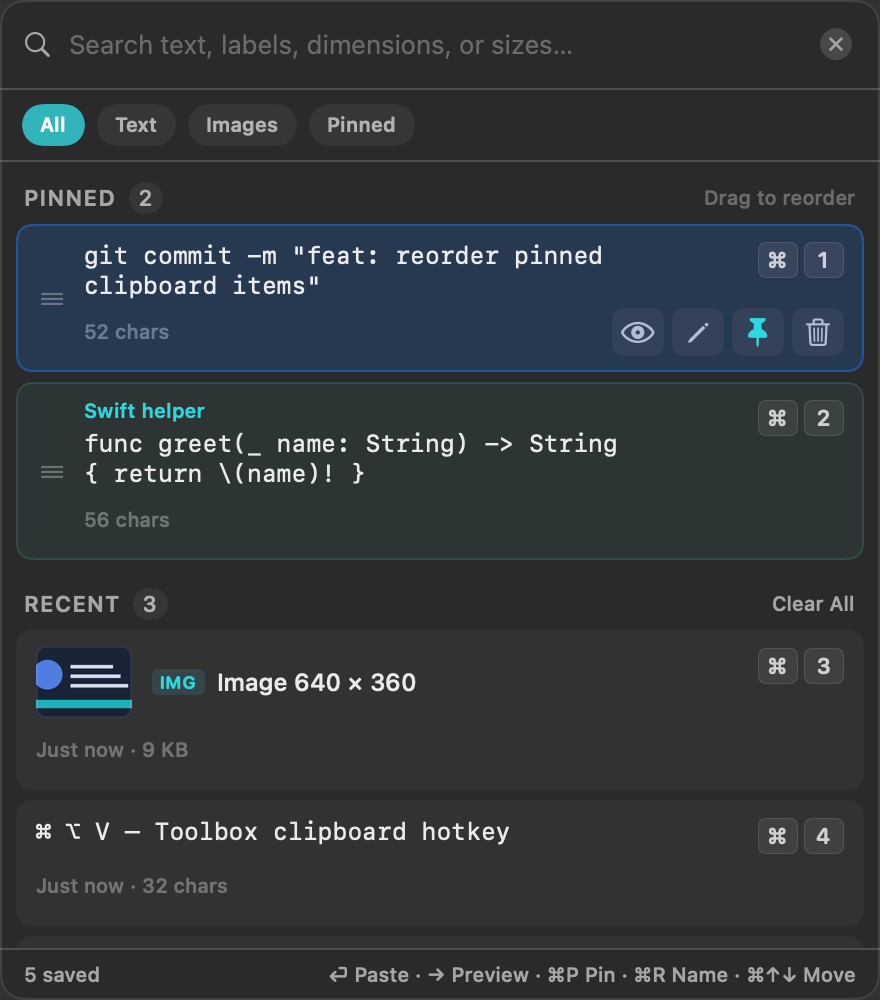 Search text, labels, dimensions, or sizes...
All Text Images Pinned
PINNED 2 Drag to reorder
git commit -m "feat: reorder pinned ⌘ 1
clipboard items"
52 chars
Swift helper ⌘ 2
func greet(_ name: String) -> String
{ return \(name)! }
56 chars
RECENT 3 Clear All
IMG Image 640 × 360 ⌘ 3
Just now · 9 KB
⌘ ⌥ V — Toolbox clipboard hotkey ⌘ 4
Just now · 32 chars
5 saved ↩ Paste · → Preview · ⌘P Pin · ⌘R Name · ⌘↑↓ Move